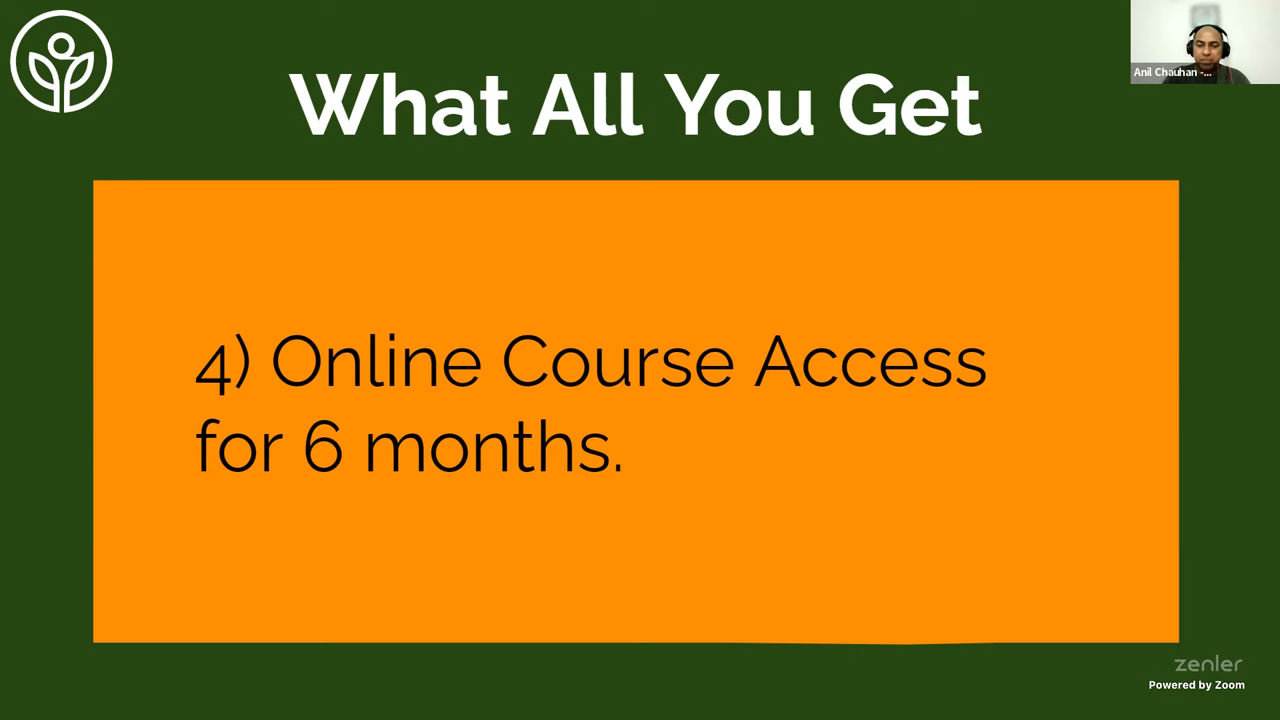 What All You Get
Anil Chauhan -...
4) Online Course Access
for 6 months.
zenler
Powered by Zoom